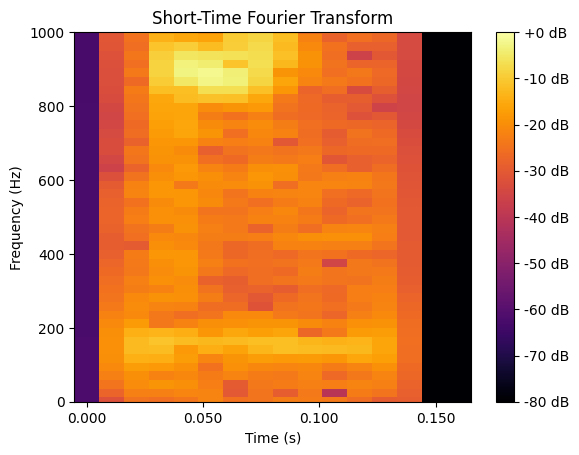 Short-Time Fourier Transform
1000
800
600
400
200
0
Frequency (Hz)
0.000
0.050
0.100
0.150
Time (s)
+0 dB
-10 dB
-20 dB
-30 dB
-40 dB
-50 dB
-60 dB
-70 dB
-80 dB